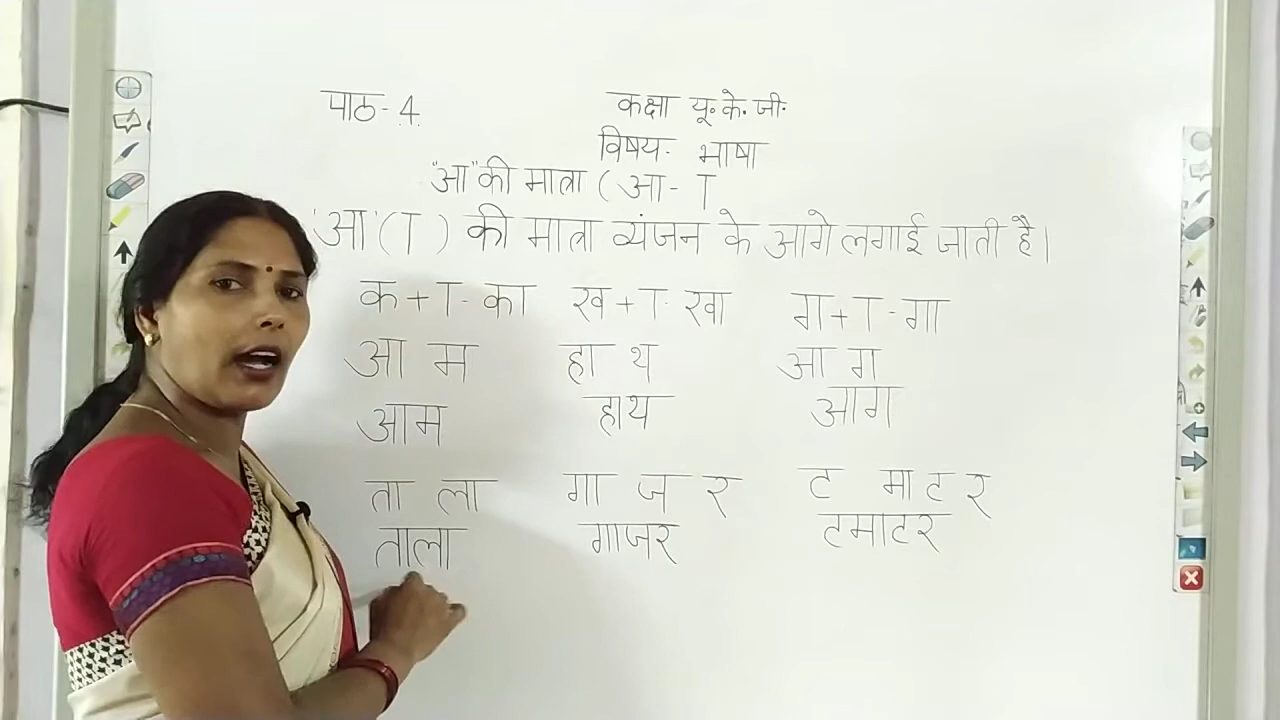 पाठ-4 कक्षा यू॰के॰जी॰
विषय- भाषा
"आ" की मात्रा ( आ - ा
'आ' ( ा ) की मात्रा व्यंजन के आगे लगाई जाती है।
क + ा - का ख + ा - खा ग + ा - गा
आ म हा थ आ ग
आम हाथ आग
ता ला गा ज र ट मा ट र
ताला गाजर टमाटर